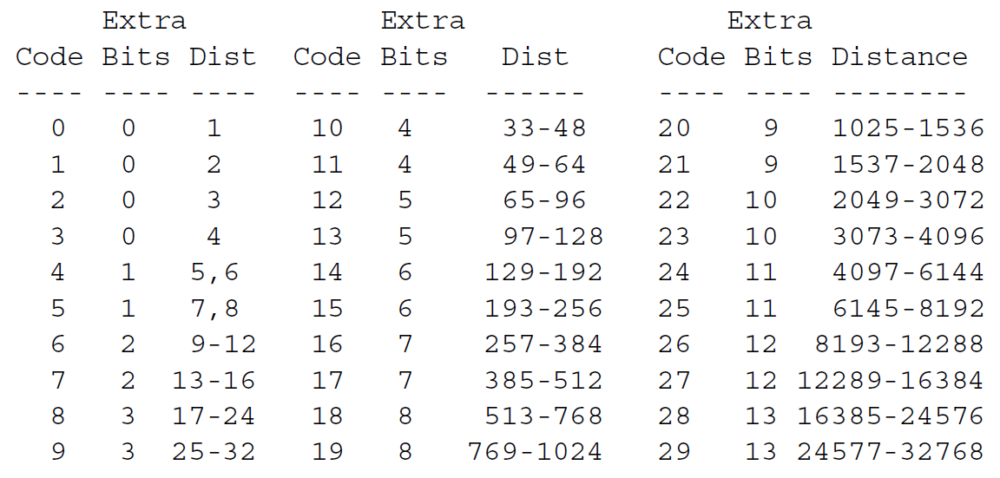 Extra           Extra               Extra
Code Bits Dist  Code Bits   Dist     Code Bits Distance
---- ---- ----  ---- ----  ------    ---- ---- --------
  0   0    1     10   4     33-48    20    9   1025-1536
  1   0    2     11   4     49-64    21    9   1537-2048
  2   0    3     12   5     65-96    22   10   2049-3072
  3   0    4     13   5     97-128   23   10   3073-4096
  4   1   5,6    14   6    129-192   24   11   4097-6144
  5   1   7,8    15   6    193-256   25   11   6145-8192
  6   2   9-12   16   7    257-384   26   12  8193-12288
  7   2  13-16   17   7    385-512   27   12 12289-16384
  8   3  17-24   18   8    513-768   28   13 16385-24576
  9   3  25-32   19   8   769-1024   29   13 24577-32768